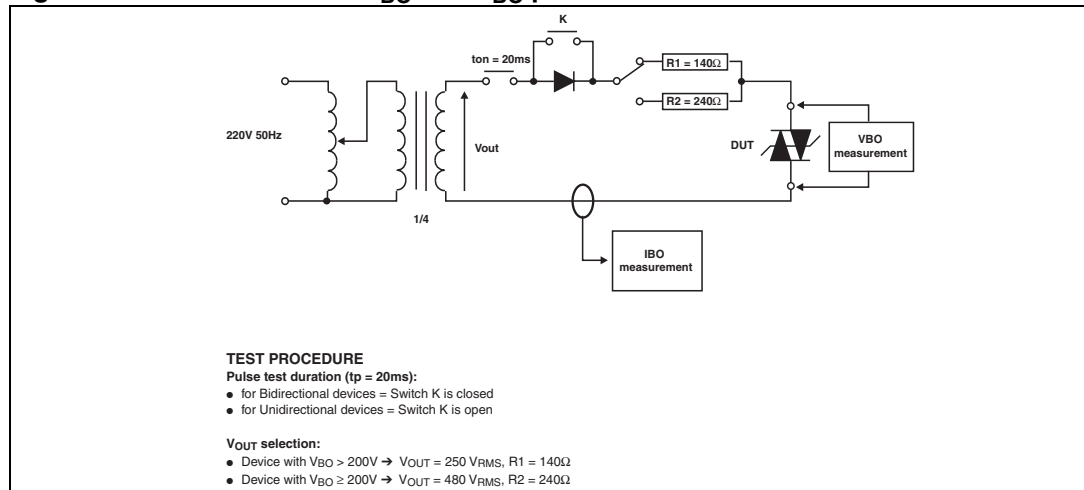 K
ton = 20ms
R1 = 140Ω
R2 = 240Ω
220V 50Hz
Vout
DUT
VBO
measurement
1/4
IBO
measurement
TEST PROCEDURE
Pulse test duration (tp = 20ms):
● for Bidirectional devices = Switch K is closed
● for Unidirectional devices = Switch K is open
VOUT selection:
● Device with VBO > 200V ➔ VOUT = 250 VRMS, R1 = 140Ω
● Device with VBO ≥ 200V ➔ VOUT = 480 VRMS, R2 = 240Ω